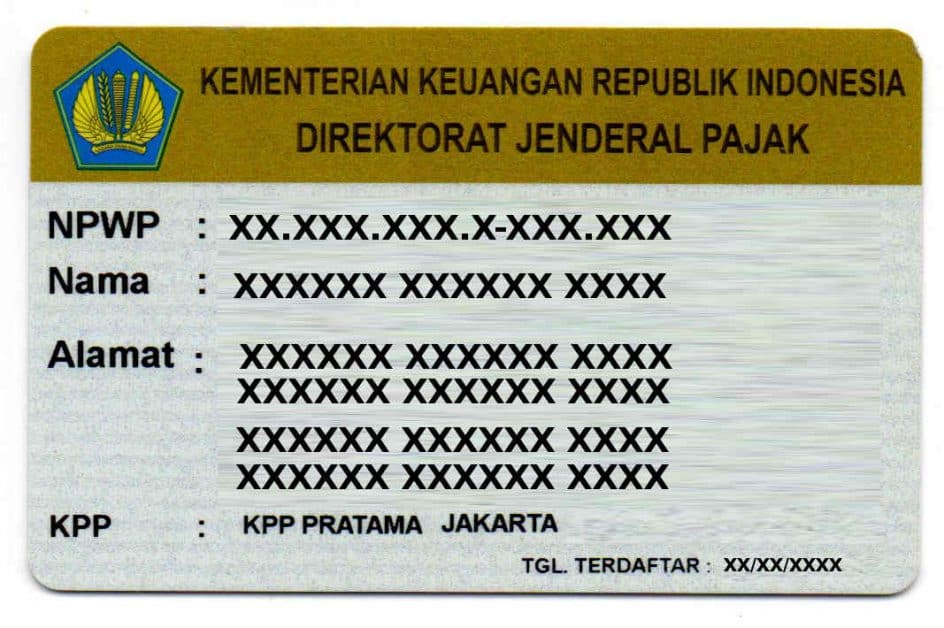 KEMENTERIAN KEUANGAN REPUBLIK INDONESIA
DIREKTORAT JENDERAL PAJAK
NPWP : XX.XXX.XXX.X-XXX.XXX
Nama : XXXXXX XXXXXX XXXX
Alamat : XXXXXX XXXXXX XXXX
XXXXXX XXXXXX XXXX
XXXXXX XXXXXX XXXX
XXXXXX XXXXXX XXXX
KPP : KPP PRATAMA JAKARTA
TGL. TERDAFTAR : XX/XX/XXXX